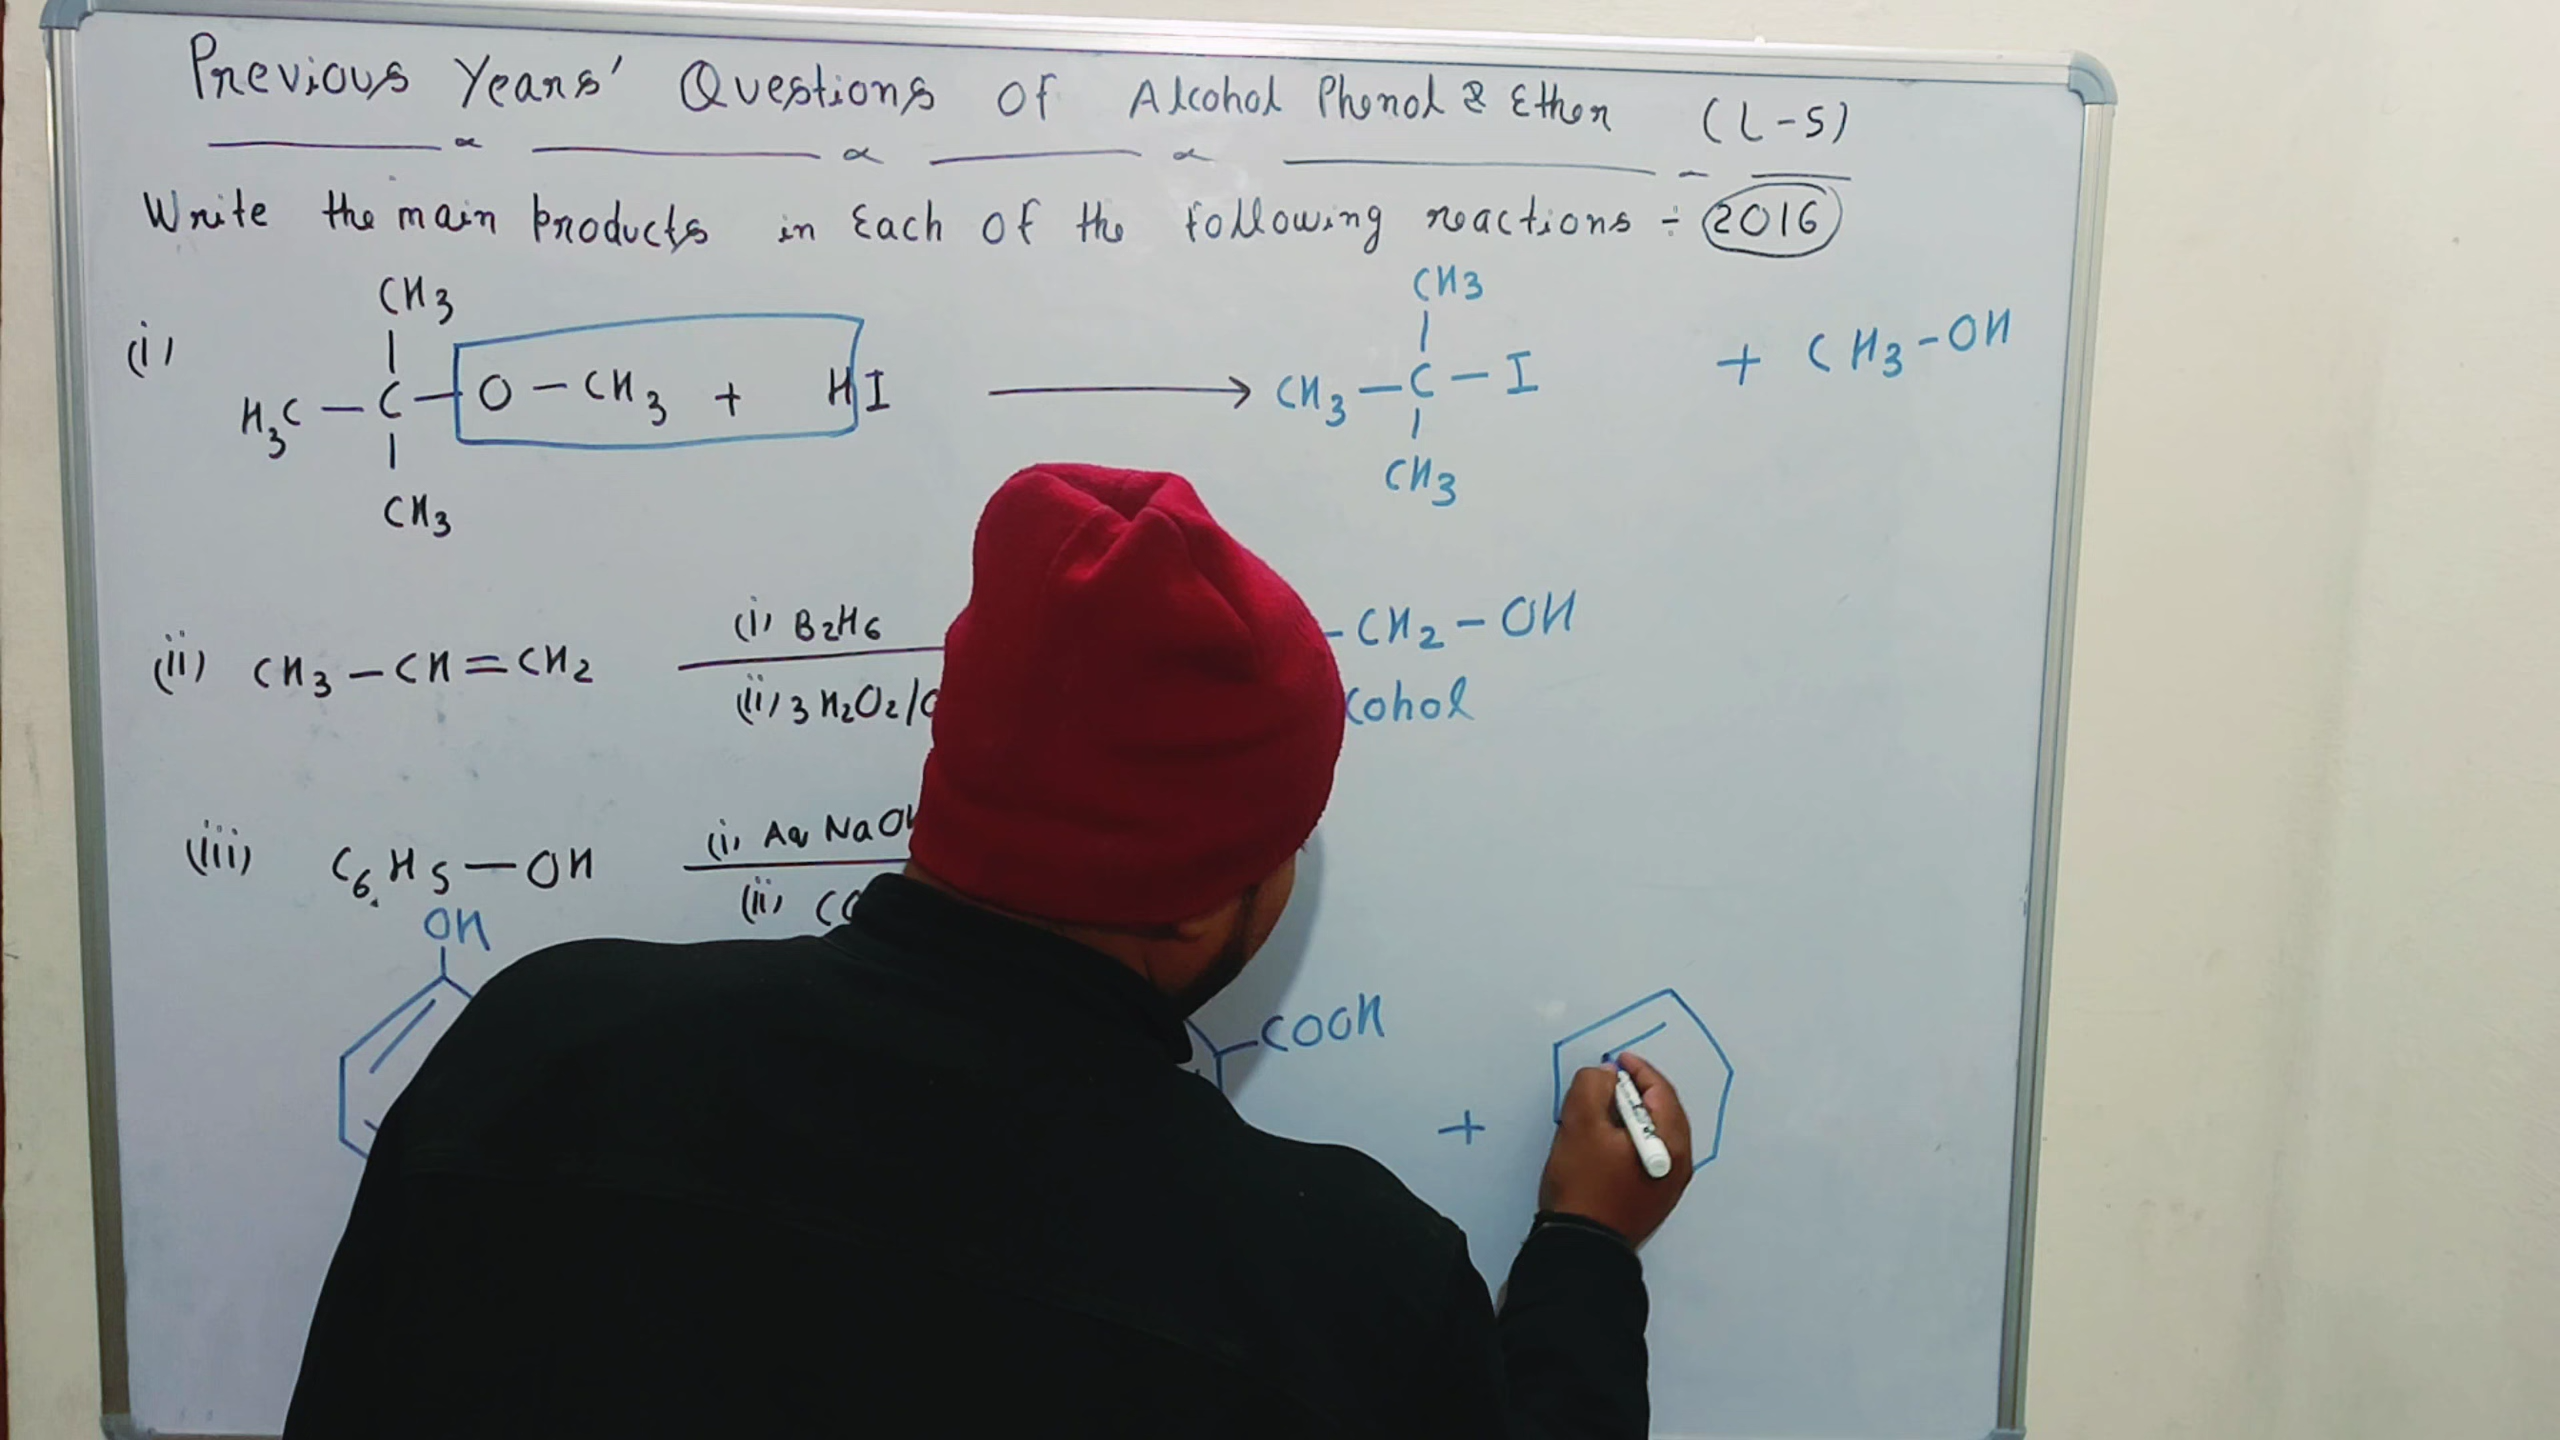 Previous Years' Questions Of Alcohol Phenol & Ether (L-5)
Write the main products in Each of the following reactions ÷ 2016
(i)
CH3
H3C — C — O — CH3 + HI ⟶ CH3 — C — I + CH3-OH
CH3
CH3
CH3
(ii) CH3 — CH = CH2
(i) B2H6
(ii) 3 H2O2/
-CH2-OH
cohol
(iii) C6H5 — OH
(i) Aq NaOH
(ii)
OH
-COOH
+